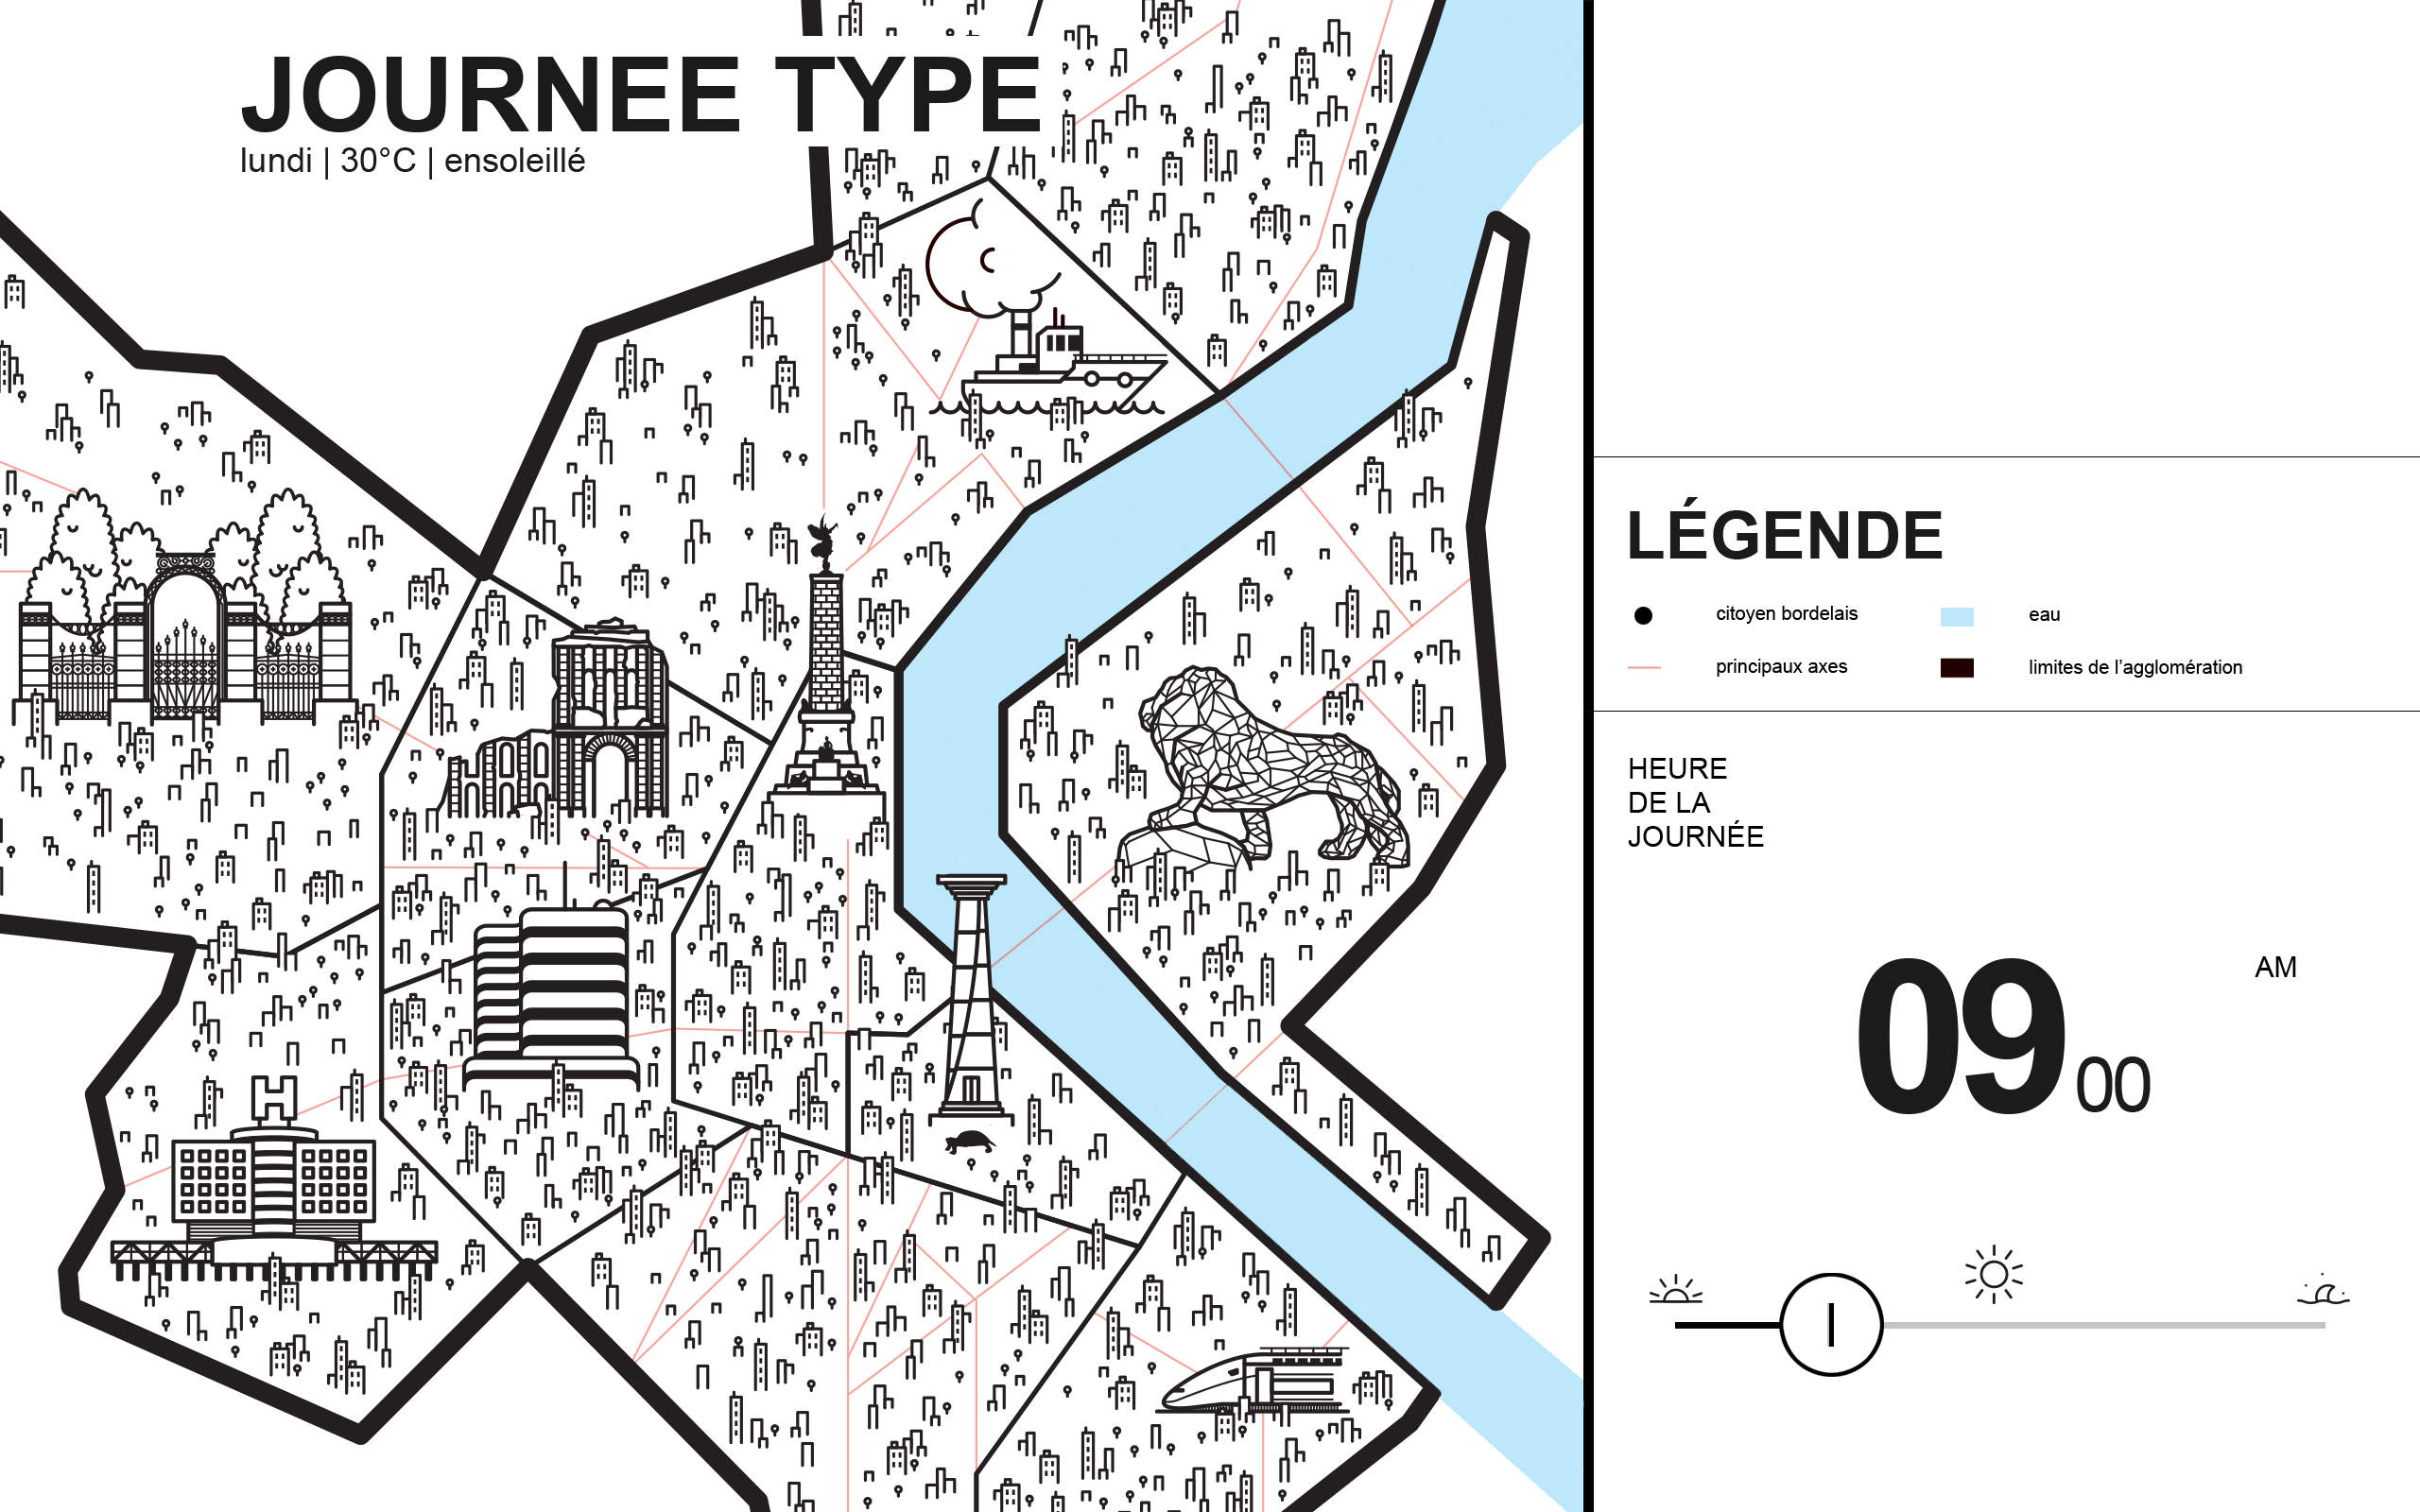 JOURNEE TYPE
lundi | 30°C | ensoleillé
LÉGENDE
citoyen bordelais
eau
principaux axes
limites de l'agglomération
HEURE
DE LA
JOURNÉE
AM
09 00